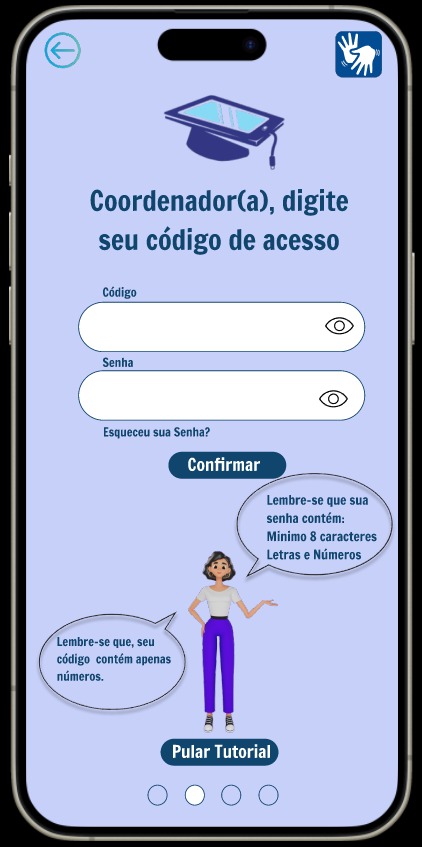 Coordenador(a), digite
seu código de acesso
Código
Senha
Esqueceu sua Senha?
Confirmar
Lembre-se que sua
senha contém:
Minimo 8 caracteres
Letras e Números
Lembre-se que, seu
código contém apenas
números.
Pular Tutorial